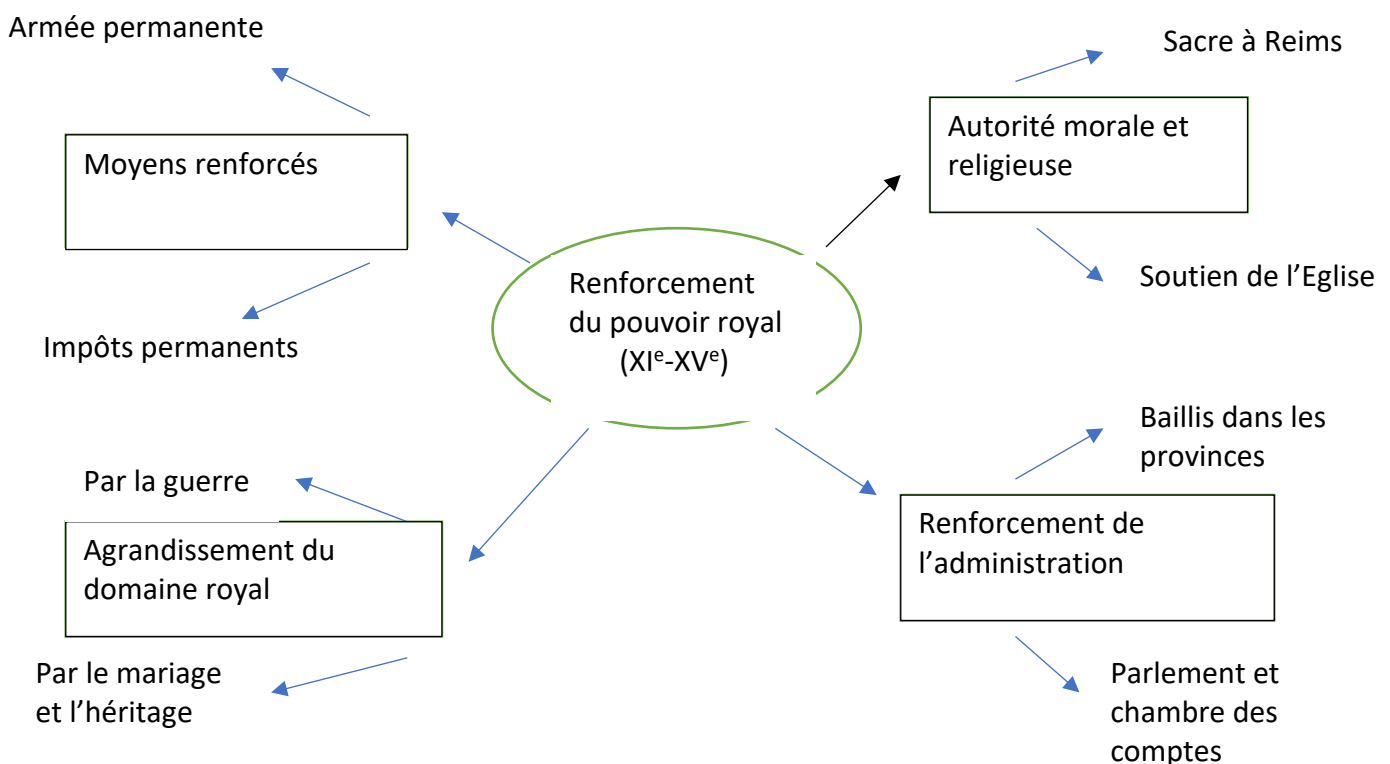 Armée permanente
Moyens renforcés
Impôts permanents
Sacre à Reims
Autorité morale et
religieuse
Soutien de l’Eglise
Renforcement
du pouvoir royal
(XIᵉ-XVᵉ)
Par la guerre
Agrandissement du
domaine royal
Par le mariage
et l’héritage
Baillis dans les
provinces
Renforcement de
l’administration
Parlement et
chambre des
comptes